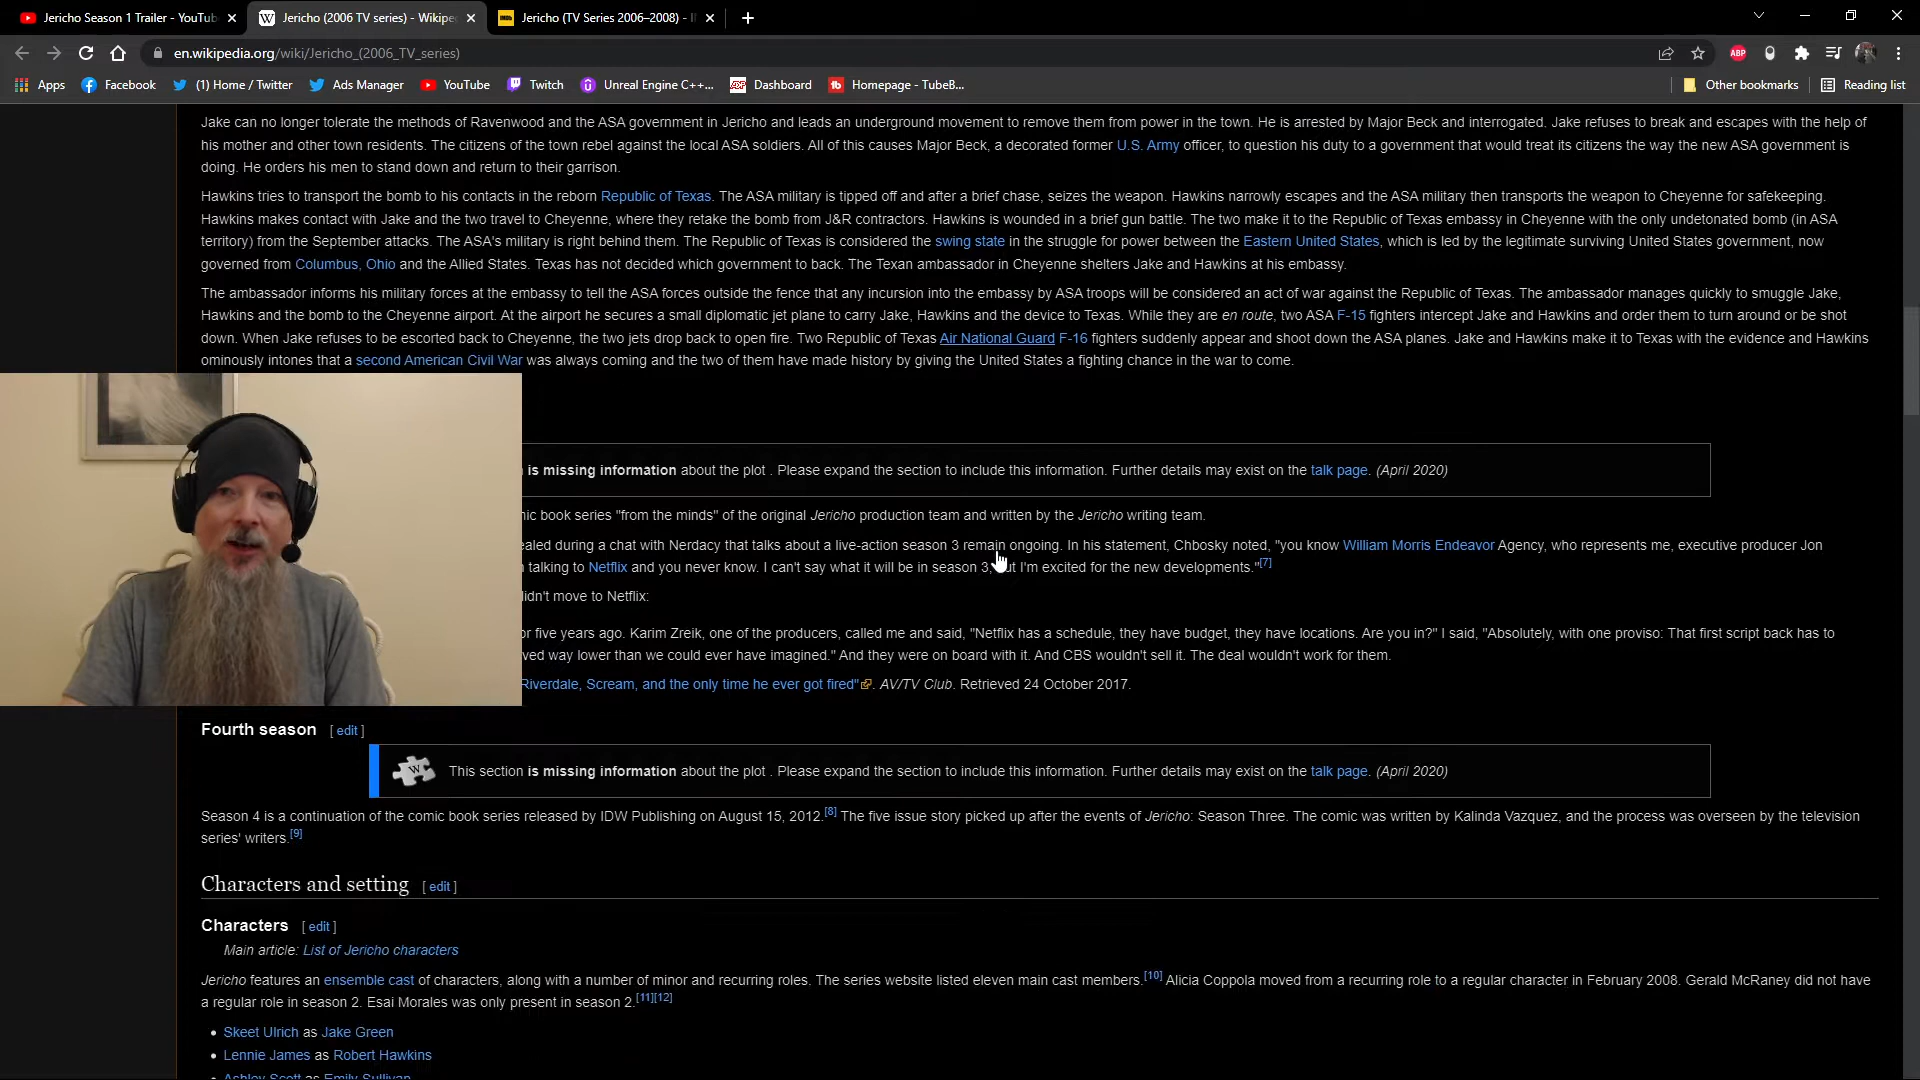 Jericho Season 1 Trailer - YouTub
Jericho (2006 TV series) - Wikipe
Jericho (TV Series 2006–2008) - I
en.wikipedia.org/wiki/Jericho_(2006_TV_series)
ABP
Apps
Facebook
(1) Home / Twitter
Ads Manager
YouTube
Twitch
Unreal Engine C++...
Dashboard
Homepage - TubeB...
Other bookmarks
Reading list
Jake can no longer tolerate the methods of Ravenwood and the ASA government in Jericho and leads an underground movement to remove them from power in the town. He is arrested by Major Beck and interrogated. Jake refuses to break and escapes with the help of
his mother and other town residents. The citizens of the town rebel against the local ASA soldiers. All of this causes Major Beck, a decorated former U.S. Army officer, to question his duty to a government that would treat its citizens the way the new ASA government is
doing. He orders his men to stand down and return to their garrison.
Hawkins tries to transport the bomb to his contacts in the reborn Republic of Texas. The ASA military is tipped off and after a brief chase, seizes the weapon. Hawkins narrowly escapes and the ASA military then transports the weapon to Cheyenne for safekeeping.
Hawkins makes contact with Jake and the two travel to Cheyenne, where they retake the bomb from J&R contractors. Hawkins is wounded in a brief gun battle. The two make it to the Republic of Texas embassy in Cheyenne with the only undetonated bomb (in ASA
territory) from the September attacks. The ASA's military is right behind them. The Republic of Texas is considered the swing state in the struggle for power between the Eastern United States, which is led by the legitimate surviving United States government, now
governed from Columbus, Ohio and the Allied States. Texas has not decided which government to back. The Texan ambassador in Cheyenne shelters Jake and Hawkins at his embassy.
The ambassador informs his military forces at the embassy to tell the ASA forces outside the fence that any incursion into the embassy by ASA troops will be considered an act of war against the Republic of Texas. The ambassador manages quickly to smuggle Jake,
Hawkins and the bomb to the Cheyenne airport. At the airport he secures a small diplomatic jet plane to carry Jake, Hawkins and the device to Texas. While they are en route, two ASA F-15 fighters intercept Jake and Hawkins and order them to turn around or be shot
down. When Jake refuses to be escorted back to Cheyenne, the two jets drop back to open fire. Two Republic of Texas Air National Guard F-16 fighters suddenly appear and shoot down the ASA planes. Jake and Hawkins make it to Texas with the evidence and Hawkins
ominously intones that a second American Civil War was always coming and the two of them have made history by giving the United States a fighting chance in the war to come.
is missing information about the plot . Please expand the section to include this information. Further details may exist on the talk page. (April 2020)
ic book series "from the minds" of the original Jericho production team and written by the Jericho writing team.
ealed during a chat with Nerdacy that talks about a live-action season 3 remain ongoing. In his statement, Chbosky noted, "you know William Morris Endeavor Agency, who represents me, executive producer Jon
talking to Netflix and you never know. I can't say what it will be in season 3, but I'm excited for the new developments."[7]
didn't move to Netflix:
or five years ago. Karim Zreik, one of the producers, called me and said, "Netflix has a schedule, they have budget, they have locations. Are you in?" I said, "Absolutely, with one proviso: That first script back has to
ved way lower than we could ever have imagined." And they were on board with it. And CBS wouldn't sell it. The deal wouldn't work for them.
Riverdale, Scream, and the only time he ever got fired". AV/TV Club. Retrieved 24 October 2017.
Fourth season [ edit ]
This section is missing information about the plot . Please expand the section to include this information. Further details may exist on the talk page. (April 2020)
Season 4 is a continuation of the comic book series released by IDW Publishing on August 15, 2012.[8] The five issue story picked up after the events of Jericho: Season Three. The comic was written by Kalinda Vazquez, and the process was overseen by the television
series' writers.[9]
Characters and setting [ edit ]
Characters [ edit ]
Main article: List of Jericho characters
Jericho features an ensemble cast of characters, along with a number of minor and recurring roles. The series website listed eleven main cast members.[10] Alicia Coppola moved from a recurring role to a regular character in February 2008. Gerald McRaney did not have
a regular role in season 2. Esai Morales was only present in season 2.[11][12]
Skeet Ulrich as Jake Green
Lennie James as Robert Hawkins
Ashley Scott as Emily Sullivan